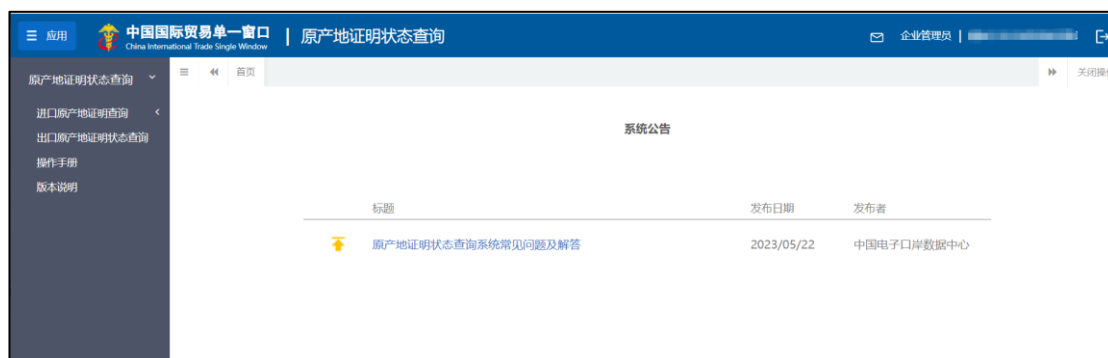 应用
中国国际贸易单一窗口
China International Trade Single Window
原产地证明状态查询
企业管理员
原产地证明状态查询
首页
关闭操
进口原产地证明查询
出口原产地证明状态查询
操作手册
版本说明
系统公告
标题 发布日期 发布者
原产地证明状态查询系统常见问题及解答 2023/05/22 中国电子口岸数据中心